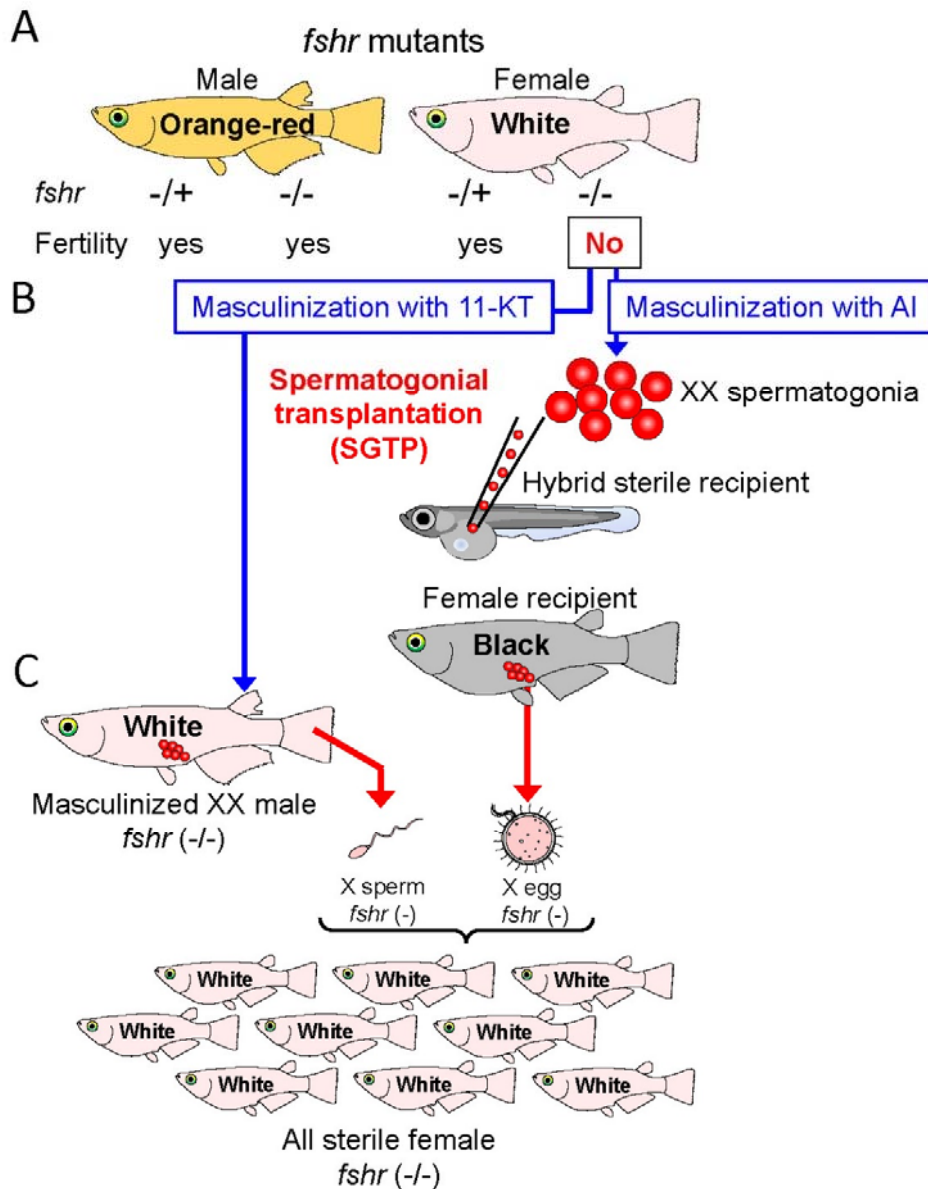 A
fshr mutants
Male
Female
Orange-red
White
fshr -/+ -/- -/+ -/-
Fertility yes yes yes No
B
Masculinization with 11-KT
Masculinization with AI
Spermatogonial
transplantation
(SGTP)
XX spermatogonia
Hybrid sterile recipient
Female recipient
Black
C
White
Masculinized XX male
fshr (-/-)
X sperm
fshr (-)
X egg
fshr (-)
White White White
White White White
White White White
All sterile female
fshr (-/-)